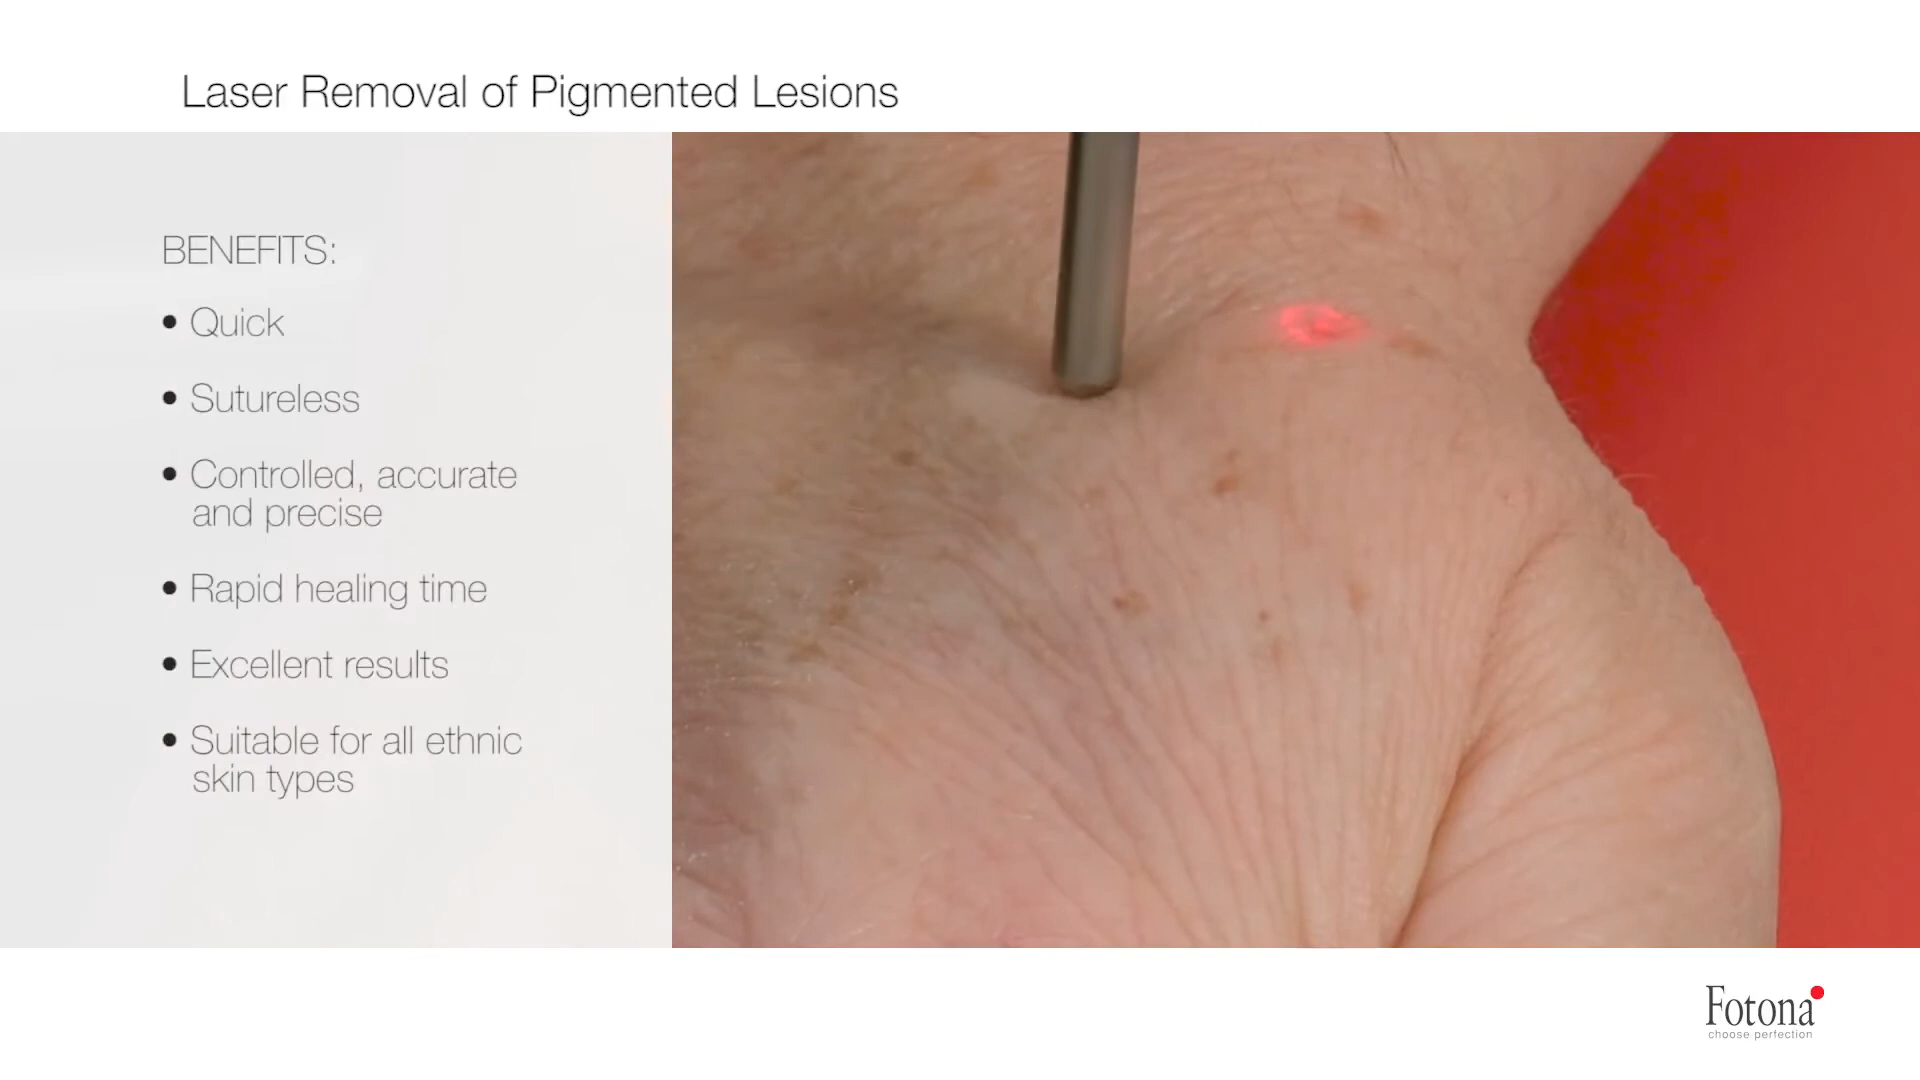 Laser Removal of Pigmented Lesions
BENEFITS:
• Quick
• Sutureless
• Controlled, accurate
and precise
• Rapid healing time
• Excellent results
• Suitable for all ethnic
skin types
Fotona
choose perfection